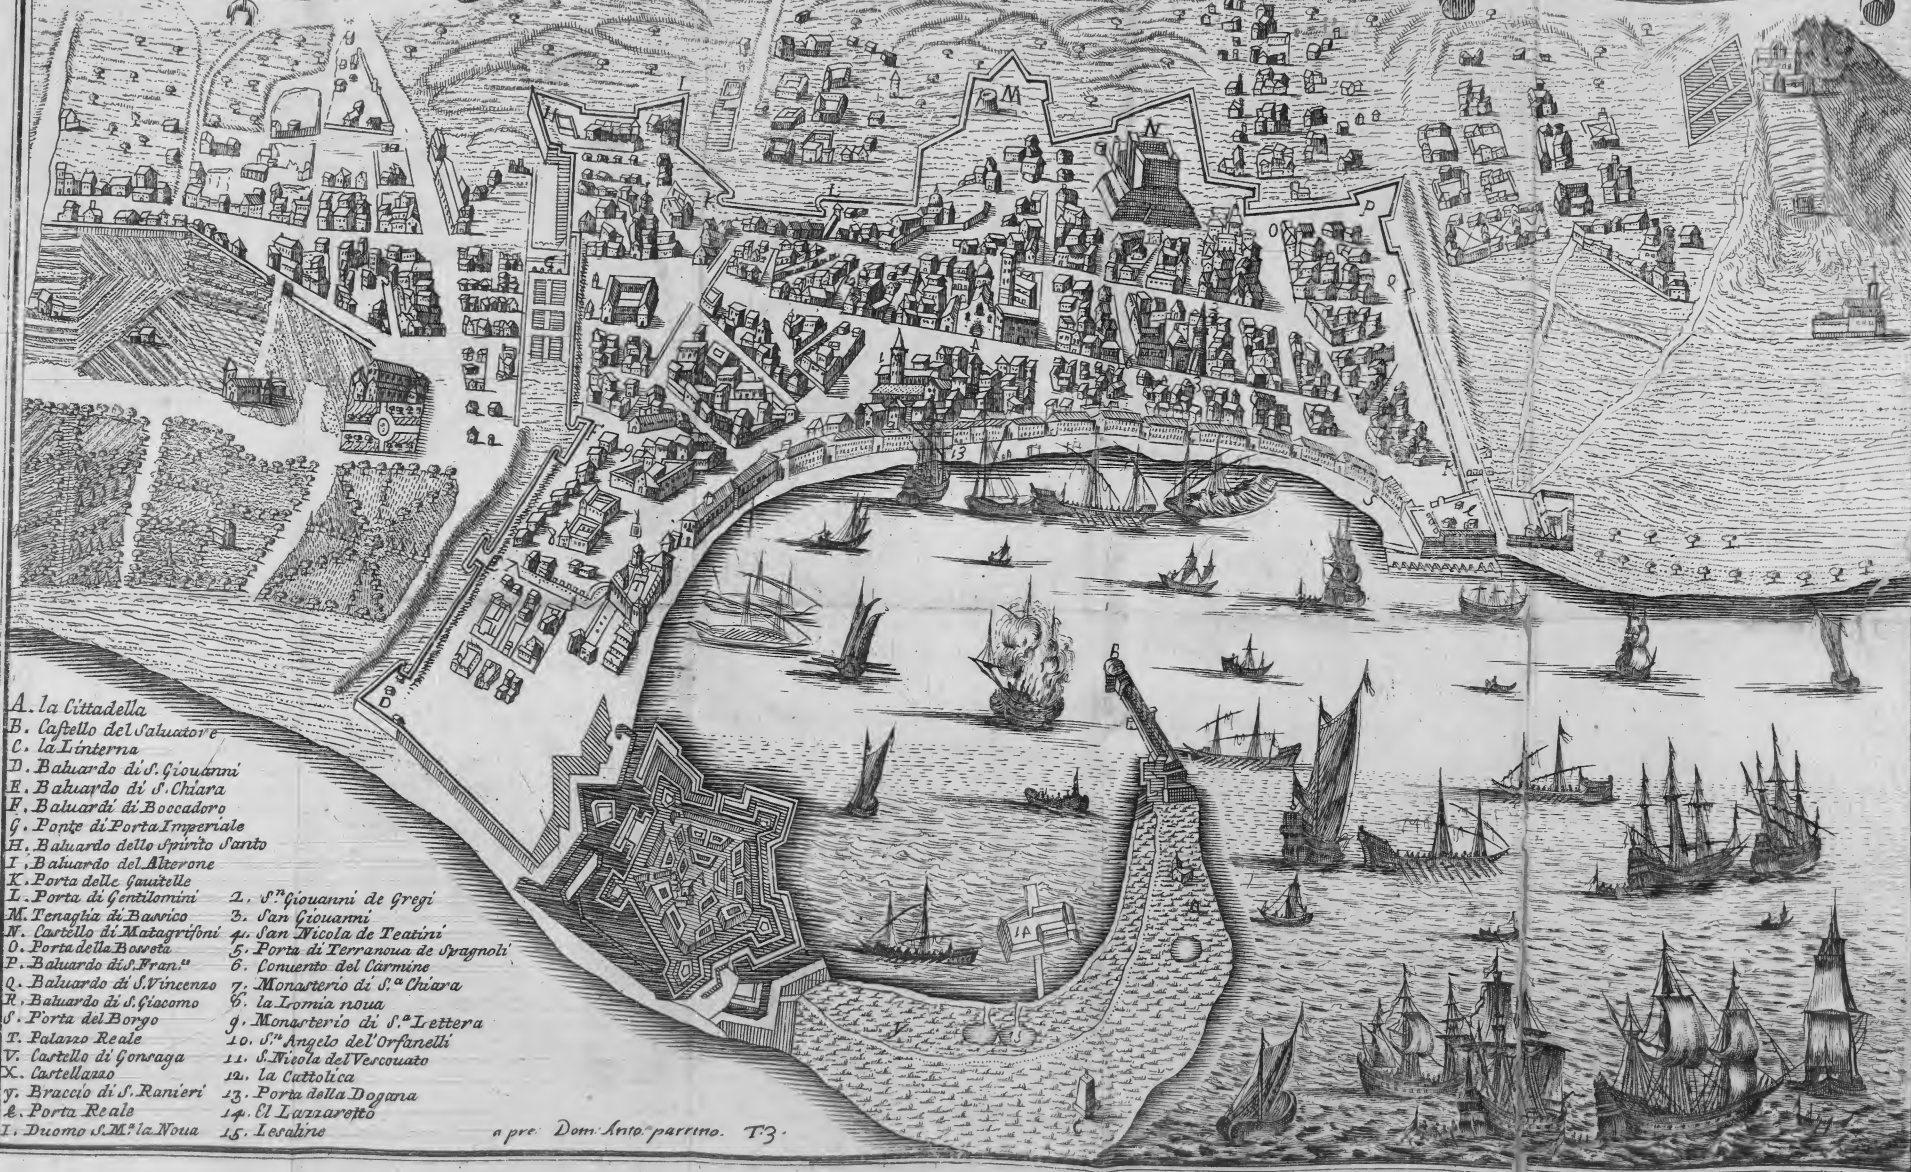 A. la Cittadella
B. Castello del Saluatore
C. la Linterna
D. Baluardo di S. Giouanni
E. Baluardo di S. Chiara
F. Baluardi di Boccadoro
G. Ponte di Porta Imperiale
H. Baluardo dello Spirito Santo
I. Baluardo del Alterone
K. Porta delle Gauitelle
L. Porta di Gentilomini
M. Tenaglia di
N. Castello di Matagrifoni
O. Porta della Bosseta
P. Baluardo di S. Fran.º
Q. Baluardo di S. Vincenzo
R. Baluardo di S. Giacomo
S. Porta del Borgo
T. Palazzo Reale
V. Castello di Gonsaga
X. Castellazzo
y. Braccio di S. Ranieri
&. Porta Reale
1. Duomo S. M.ª la Noua
2. S.ⁿ Giouanni de Gregi
3. San Giouanni
4. San Nicola de Teatini
5. Porta di Terranoua de Spagnoli
6. Conuento del Carmine
7. Monasterio di S.ª Chiara
8. la Lomia noua
9. Monasterio di S.ª Lettera
10. S.ⁿ Angelo del'Orfanelli
11. S. Nicola del Vescouato
12. la Cattolica
13. Porta della Dogana
14. El Lazzaretto
15. Lesaline
a pre. Dom. Anto. parrino. T3.
H
I
M
N
K
L
O
P
Q
R
S
13
D
14
V
15